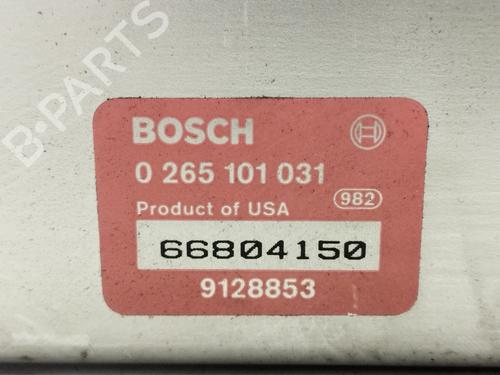 B-PARTS
BOSCH
0 265 101 031
Product of USA 982
66804150
9128853